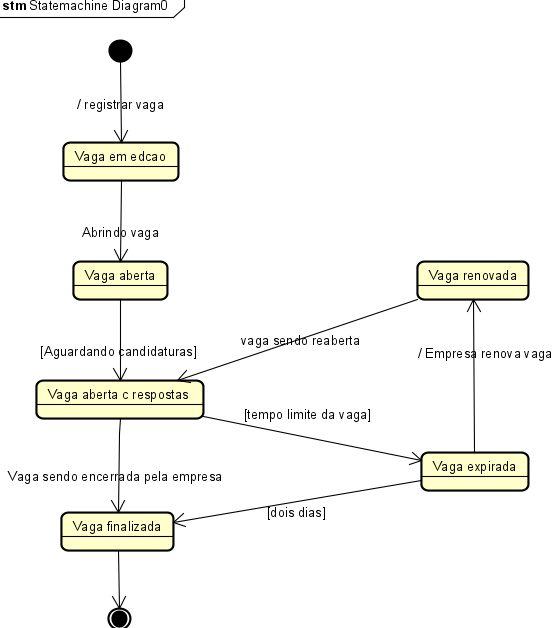 stm Statemachine Diagram0
/ registrar vaga
Vaga em edcao
Abrindo vaga
Vaga aberta
Vaga renovada
vaga sendo reaberta
[Aguardando candidaturas]
/ Empresa renova vaga
Vaga aberta c respostas
[tempo limite da vaga]
Vaga expirada
Vaga sendo encerrada pela empresa
[dois dias]
Vaga finalizada